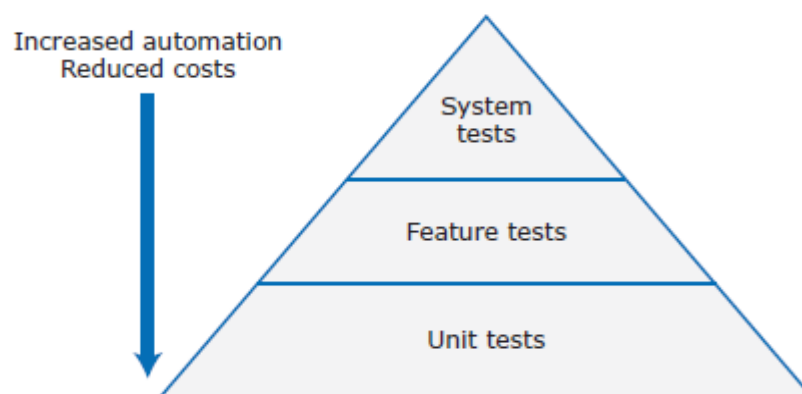 Increased automation
Reduced costs
System
tests
Feature tests
Unit tests